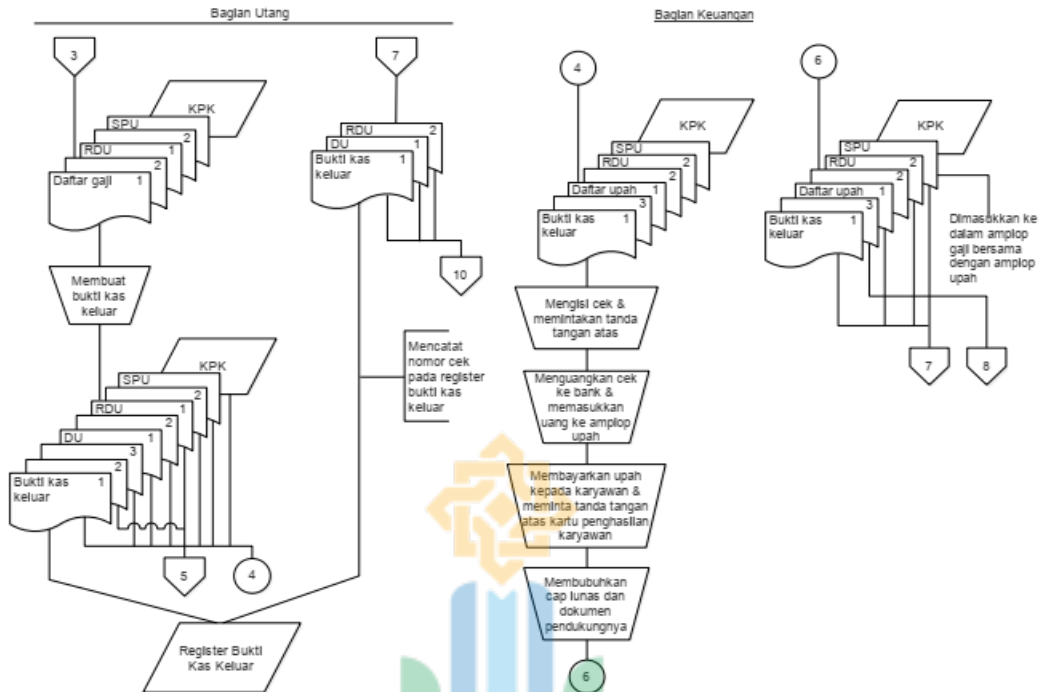 Bagian Utang
3
KPK
SPU
2
RDU
1
2
Daftar gaji
1
Membuat
bukti kas
keluar
KPK
SPU
2
RDU
1
2
DU
1
3
2
Bukti kas
keluar
1
5
4
Register Bukti
Kas Keluar
7
RDU
2
DU
1
Bukti kas
keluar
1
10
Mencatat
nomor cek
pada register
bukti kas
keluar
Bagian Keuangan
4
KPK
SPU
2
RDU
2
Daftar upah
1
3
Bukti kas
keluar
1
Mengisi cek &
memintakan tanda
tangan atas
Menguangkan cek
ke bank &
memasukkan
uang ke amplop
upah
Membayarkan upah
kepada karyawan &
meminta tanda tangan
atas kartu penghasilan
karyawan
Membubuhkan
cap lunas dan
dokumen
pendukungnya
6
6
KPK
SPU
2
RDU
2
Daftar upah
1
3
Bukti kas
keluar
1
Dimasukkan ke
dalam amplop
gaji bersama
dengan amplop
upah
7
8